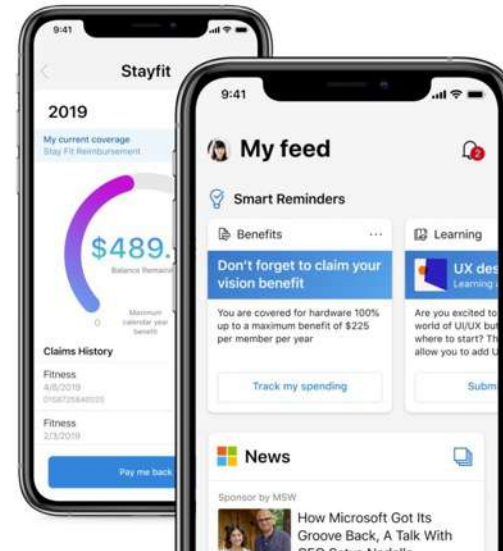 9:41
Stayfit
2019
My current coverage
Stay Fit Reimbursement
$489.
Balance
0
Maximum
calendar year
benefit
Claims History
Fitness
4/8/2019
Fitness
2/3/2019
Pay me back
9:41
My feed
2
Smart Reminders
Benefits
Don't forget to claim your
vision benefit
You are covered for hardware 100%
up to a maximum benefit of $225
per member per year
Track my spending
Learning
UX des
Learning
Are you excited to
world of UI/UX but
where to start? Th
allow you to add U
Subm
News
Sponsor by MSW
How Microsoft Got Its
Groove Back, A Talk With
CEO Satya Nadella